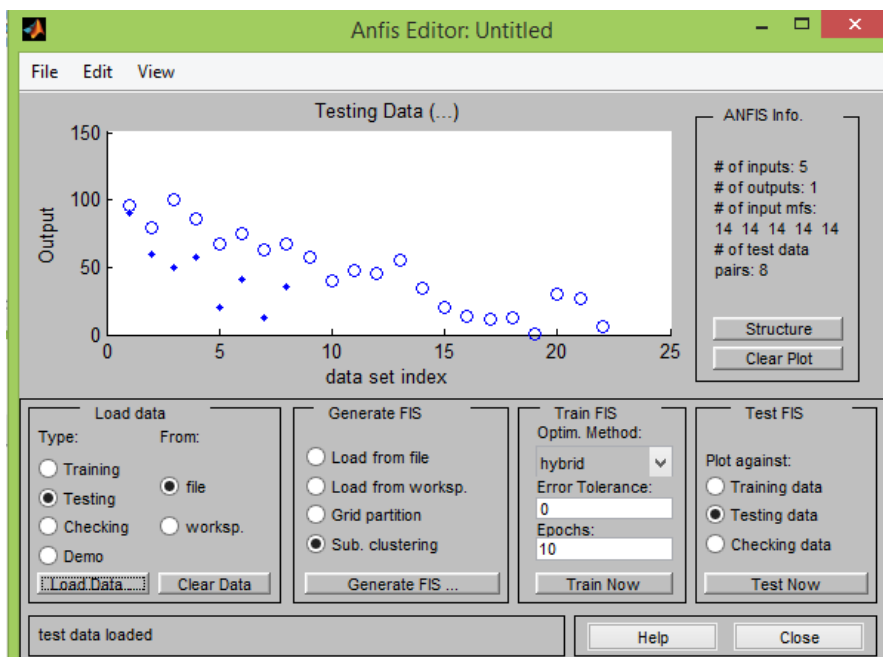 Anfis Editor: Untitled
File Edit View
Testing Data (...)
150
100
50
0
Output
0 5 10 15 20 25
data set index
ANFIS Info.
# of inputs: 5
# of outputs: 1
# of input mfs:
14 14 14 14 14
# of test data
pairs: 8
Structure
Clear Plot
Load data
Type: From:
Training
Testing
Checking
Demo
file
worksp.
Load Data...
Clear Data
Generate FIS
Load from file
Load from worksp.
Grid partition
Sub. clustering
Generate FIS ...
Train FIS
Optim. Method:
hybrid
Error Tolerance:
0
Epochs:
10
Train Now
Test FIS
Plot against:
Training data
Testing data
Checking data
Test Now
test data loaded
Help
Close